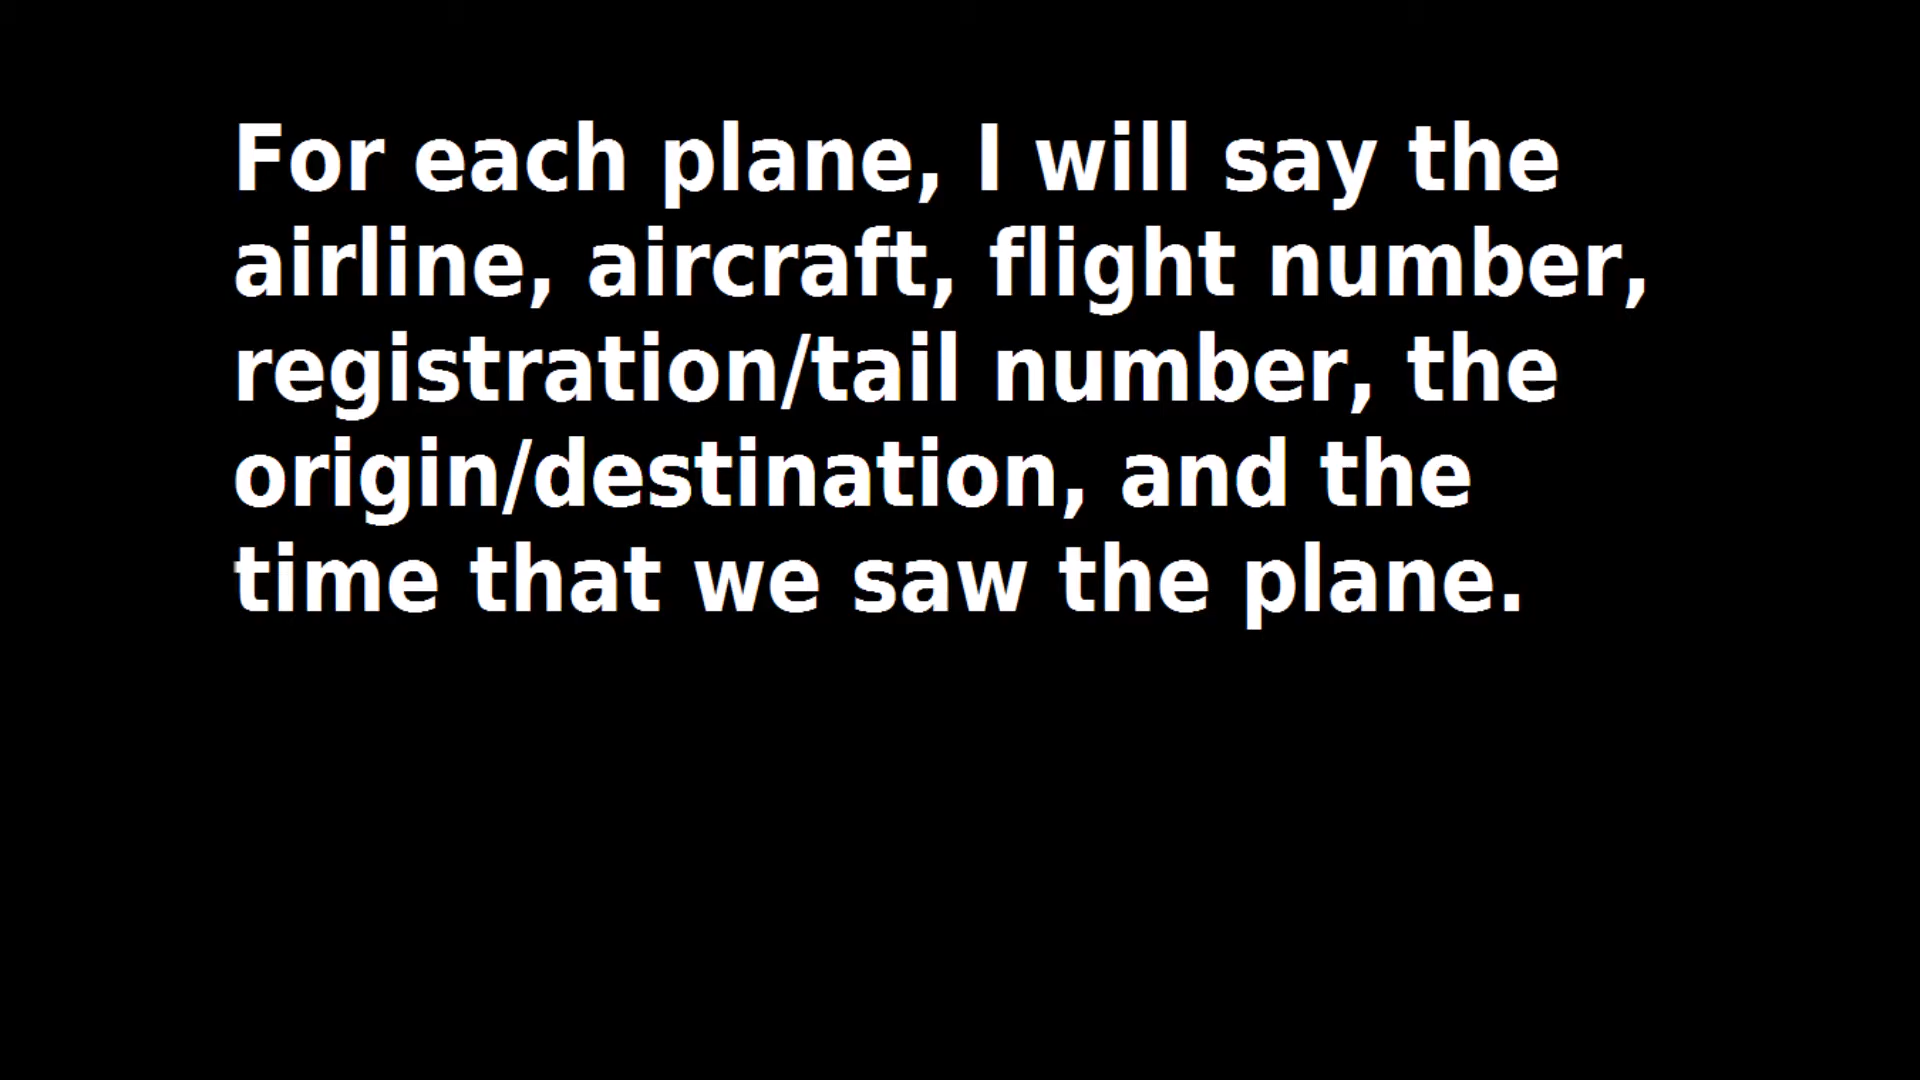 For each plane, I will say the
airline, aircraft, flight number,
registration/tail number, the
origin/destination, and the
time that we saw the plane.